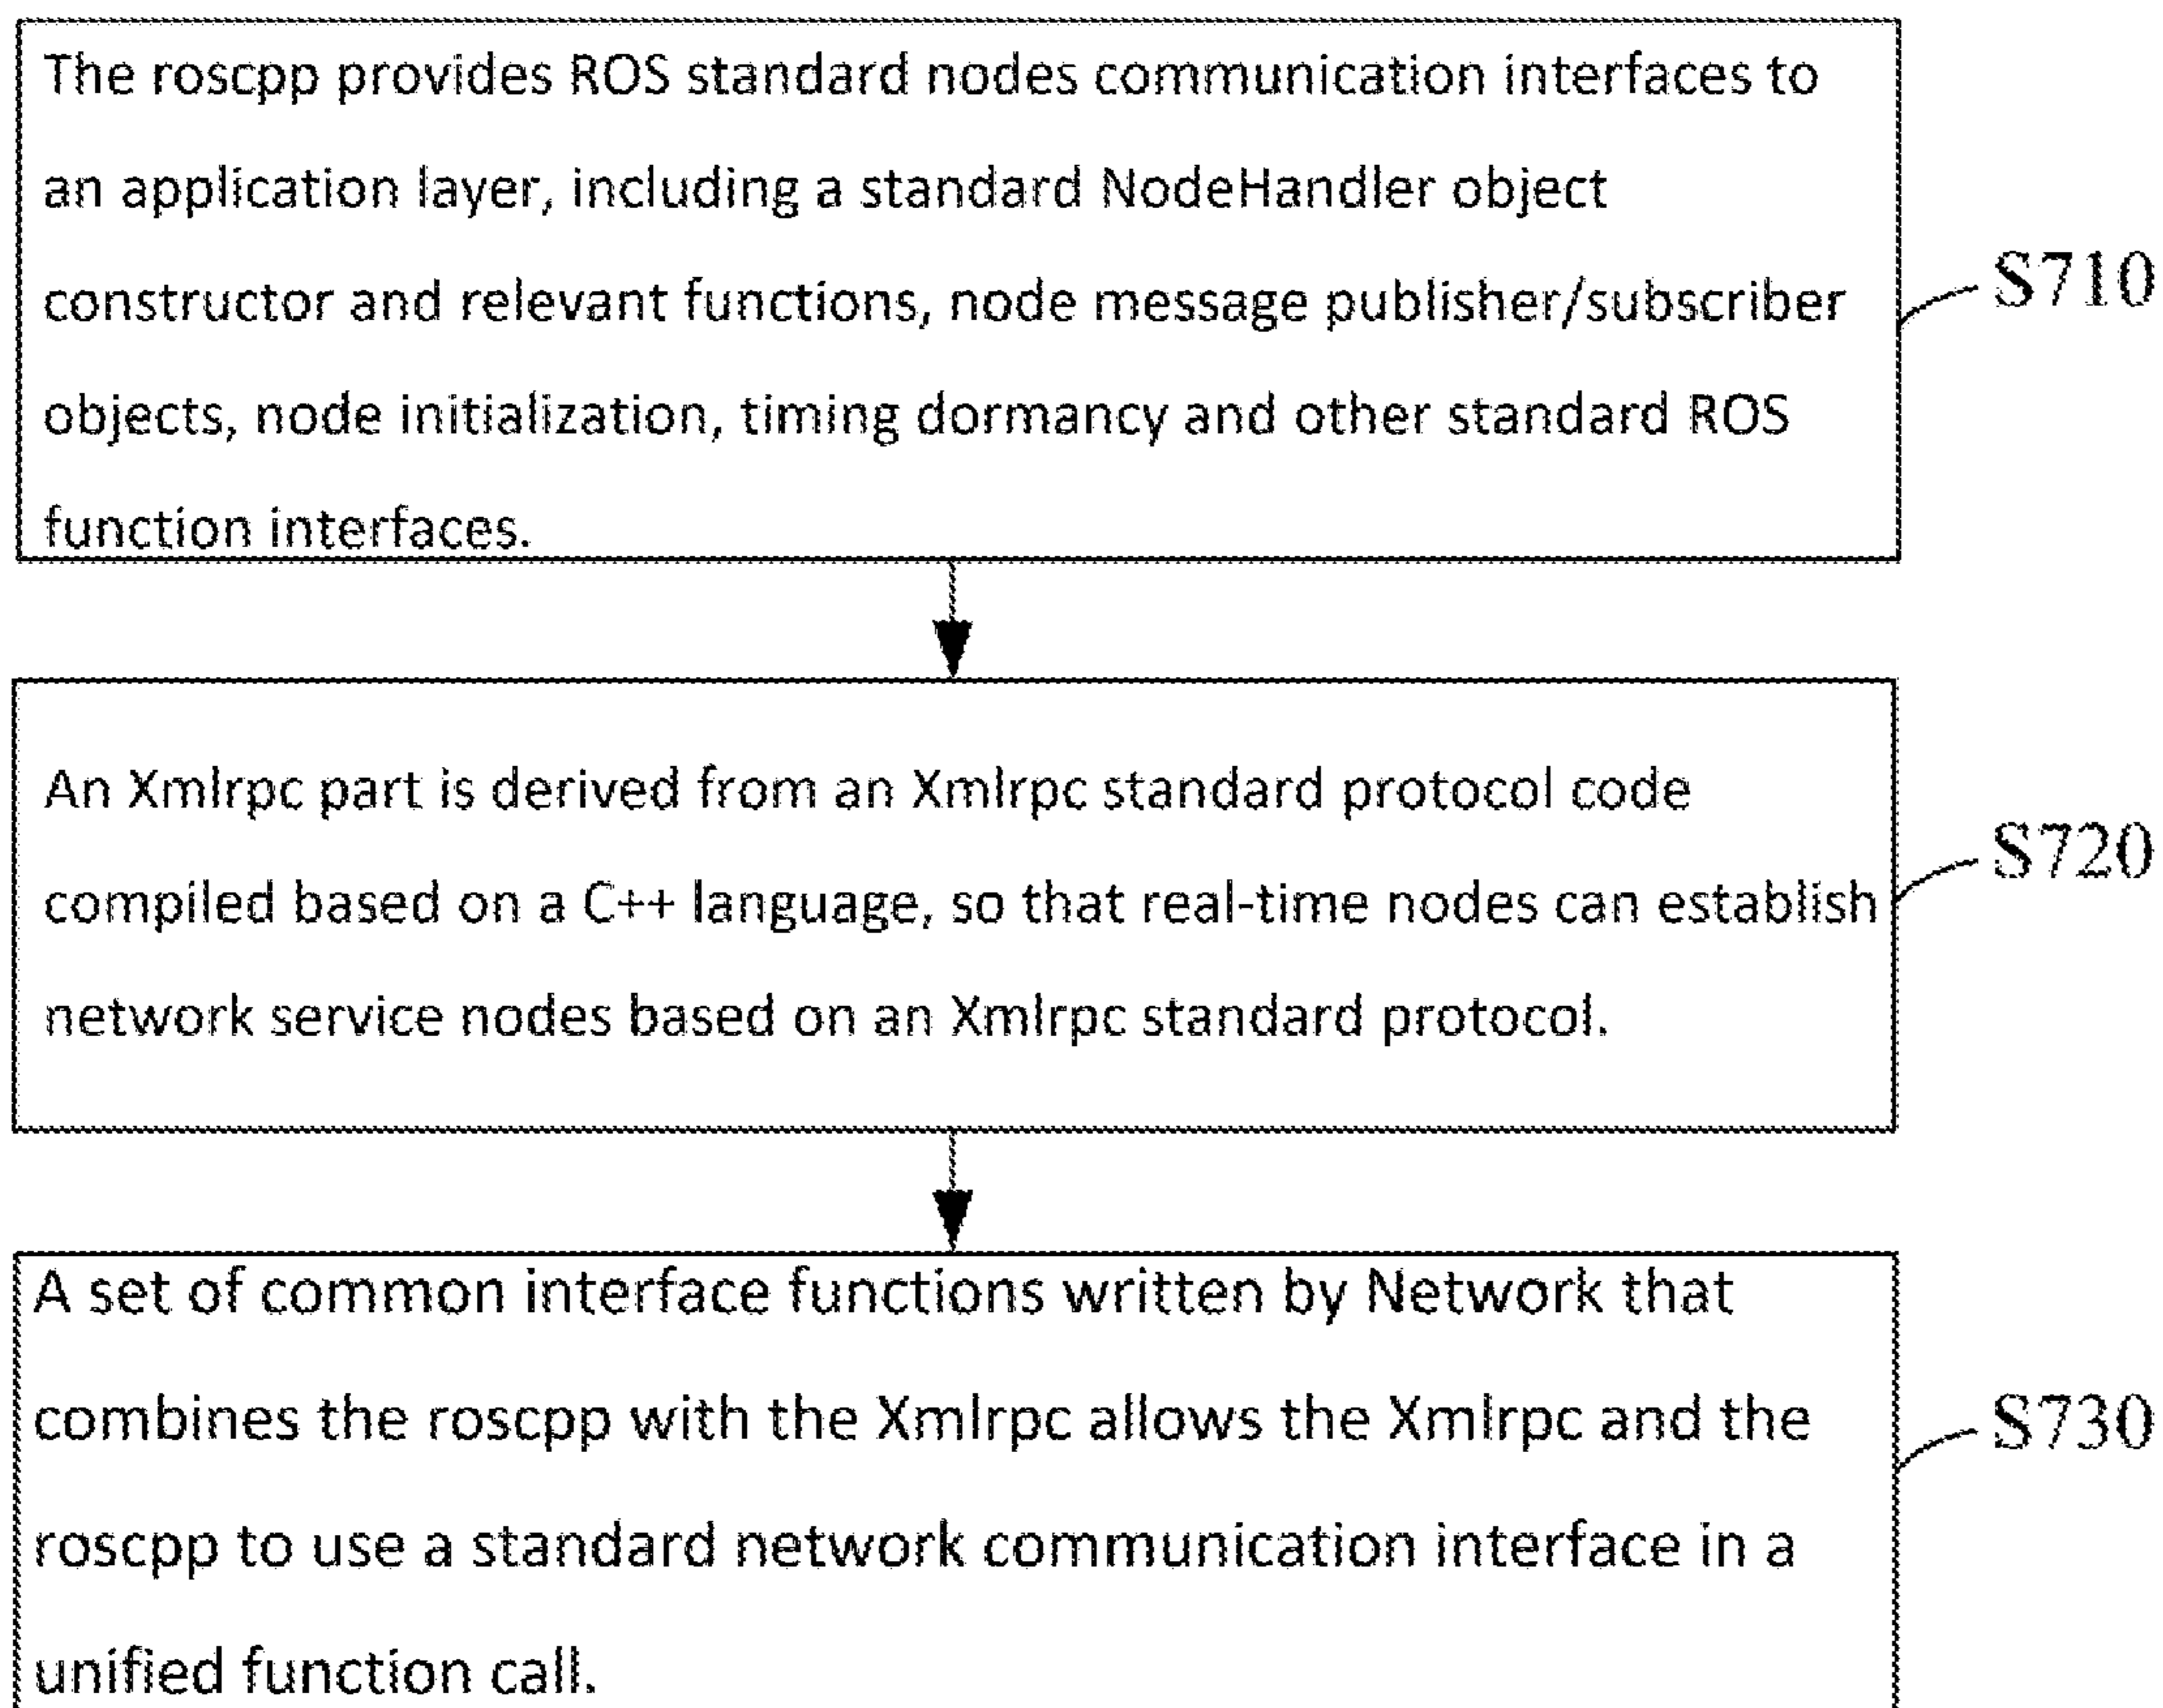 The roscpp provides ROS standard nodes communication interfaces to
an application layer, including a standard NodeHandler object
constructor and relevant functions, node message publisher/subscriber
objects, node initialization, timing dormancy and other standard ROS
function interfaces.
S710
An Xmlrpc part is derived from an Xmlrpc standard protocol code
compiled based on a C++ language, so that real-time nodes can establish
network service nodes based on an Xmlrpc standard protocol.
S720
A set of common interface functions written by Network that
combines the roscpp with the Xmlrpc allows the Xmlrpc and the
roscpp to use a standard network communication interface in a
unified function call.
S730